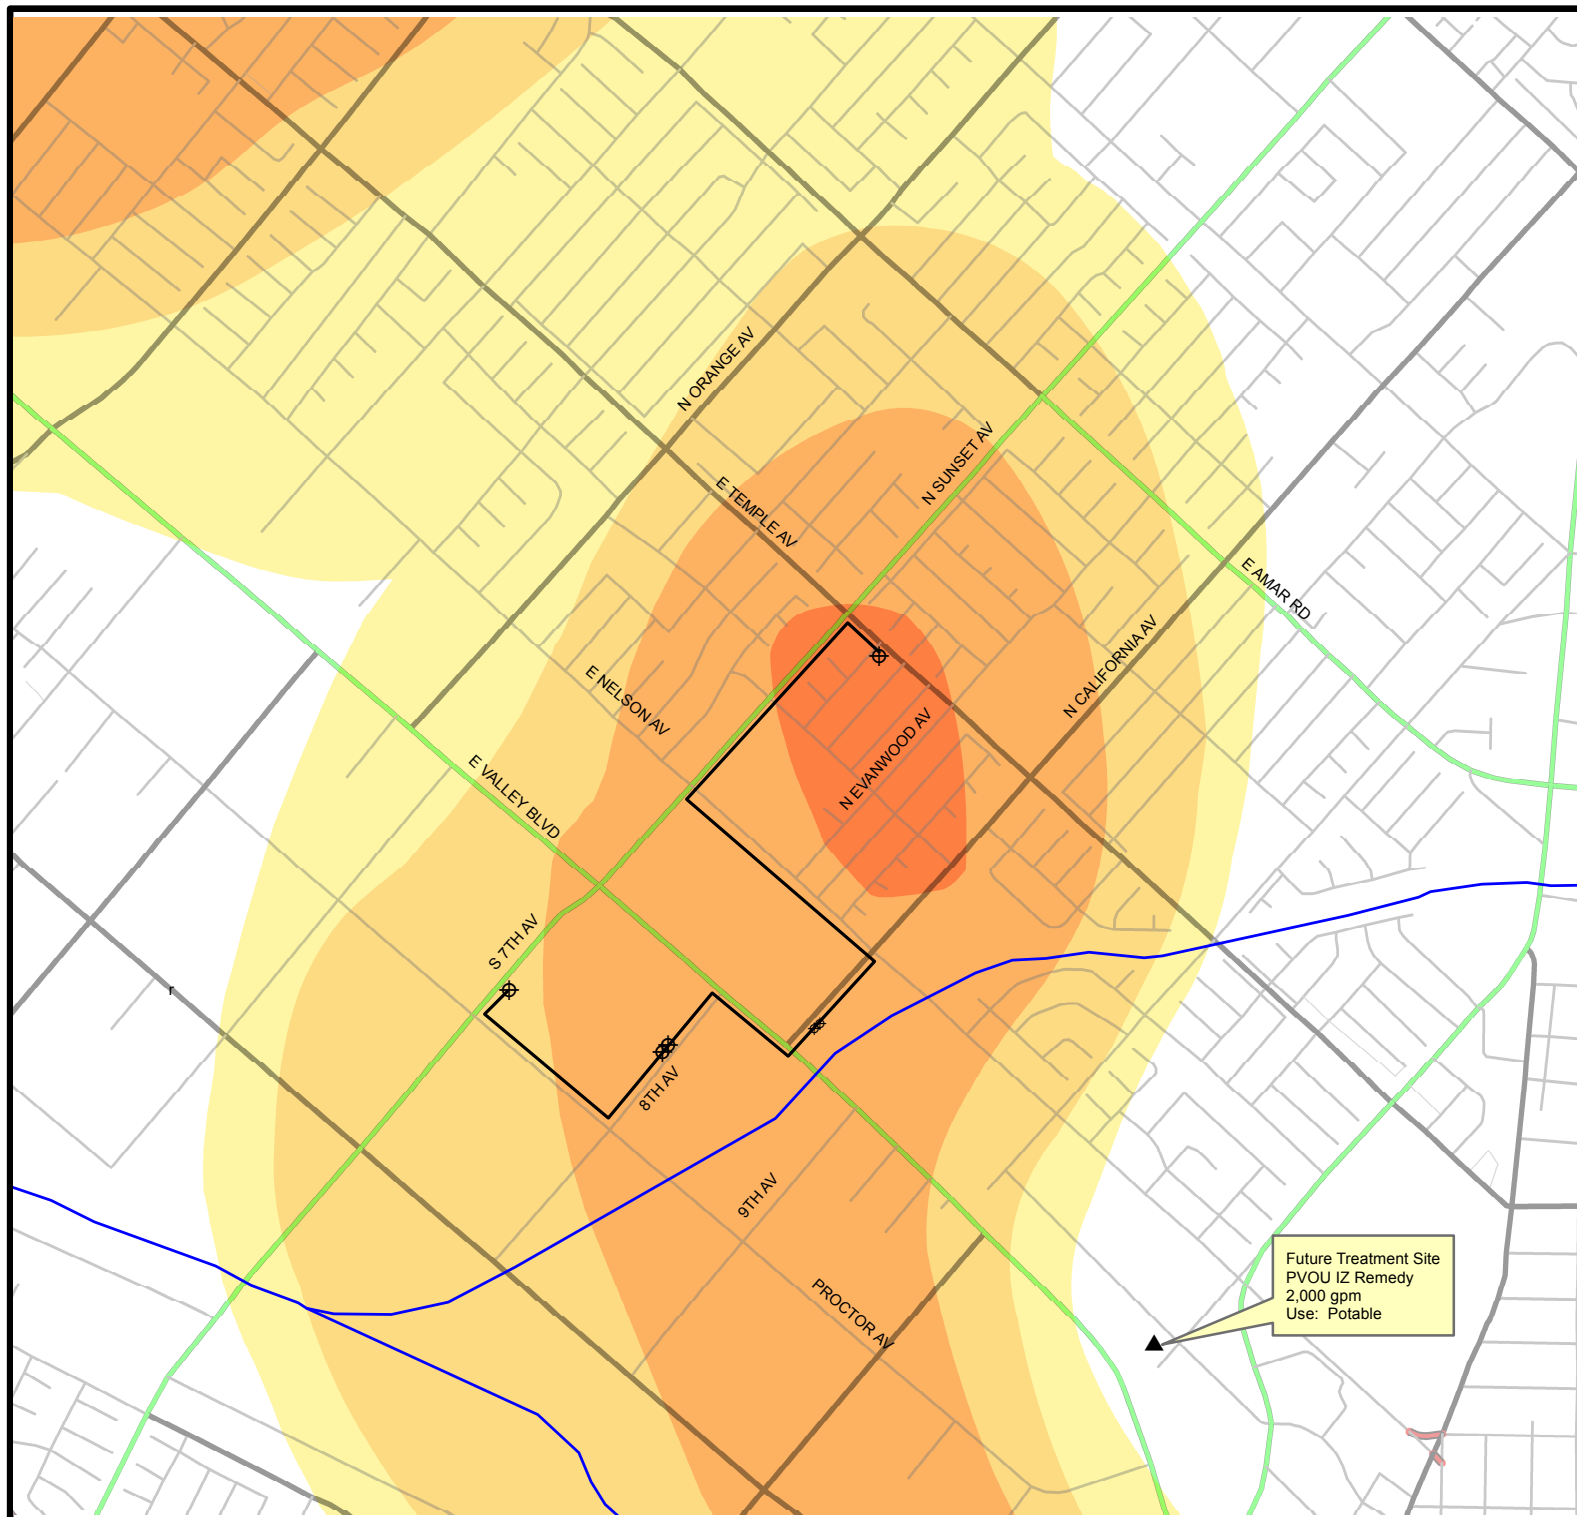 N ORANGE AV
N SUNSET AV
E TEMPLE AV
E AMAR RD
N CALIFORNIA AV
E NELSON AV
N EVANWOOD AV
E VALLEY BLVD
S 7TH AV
r
8TH AV
9TH AV
PROCTOR AV
Future Treatment Site
PVOU IZ Remedy
2,000 gpm
Use: Potable